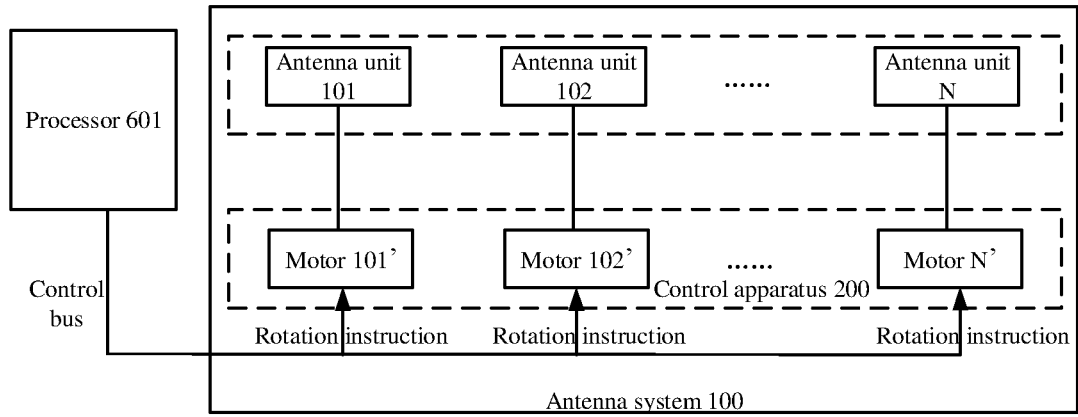 Antenna unit
101
Antenna unit
102
……
Antenna unit
N
Processor 601
Motor 101’
Motor 102’
……
Motor N’
Control apparatus 200
Control
bus
Rotation instruction
Rotation instruction
Rotation instruction
Antenna system 100